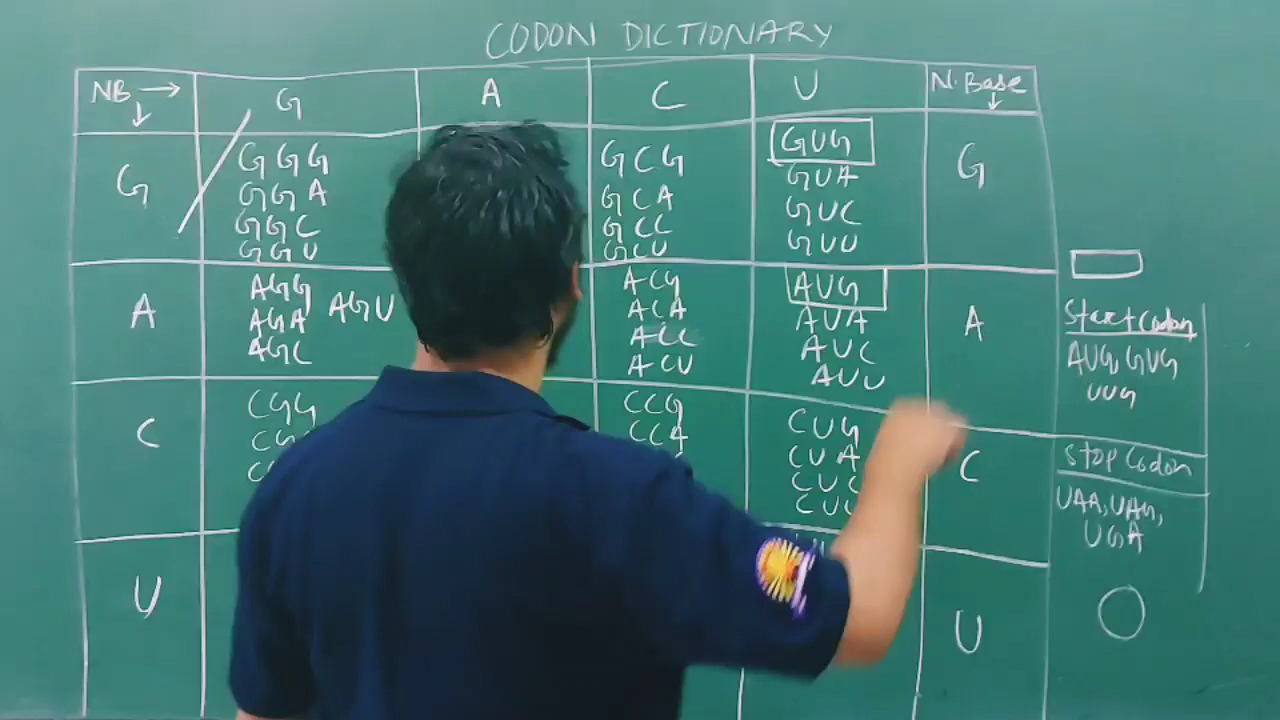 CODON DICTIONARY
NB → G A C U N.Base
↓ ↓
G GGG GCG GUG G
GGA GCA GUA
GGC GCC GUC
GGU GCU GUU
A AGG AGU ACG AUG A
AGA ACA AUA
AGC ACC AUC
ACU AUU
C CGG CCG CUG C
CCA CUA
CUC
U U
Start Codon
AUG, GUG
UUG
Stop Codon
UAA, UAG,
UGA